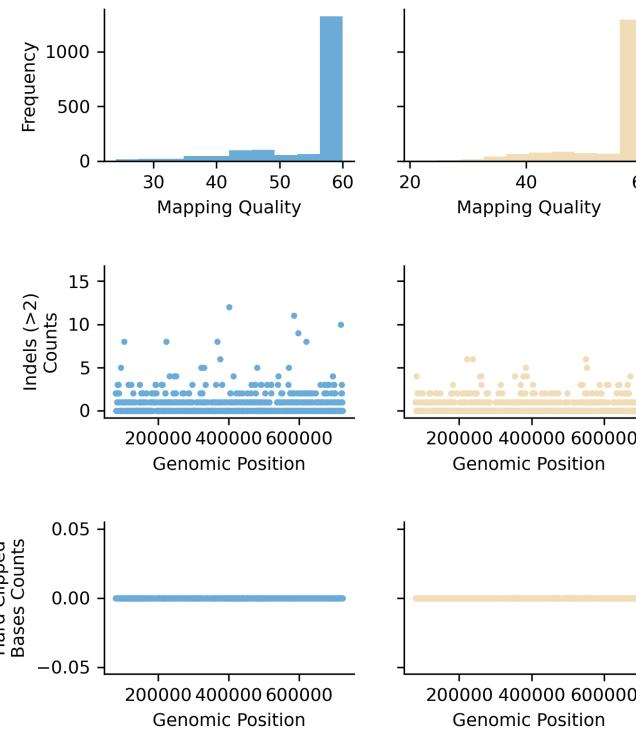 Frequency
1000
500
0
30 40 50 60
Mapping Quality
20 40
Mapping Quality
Indels (>2)
Counts
15
10
5
0
200000 400000 600000
Genomic Position
200000 400000 600000
Genomic Position
Bases Counts
0.05
0.00
−0.05
200000 400000 600000
Genomic Position
200000 400000 600000
Genomic Position